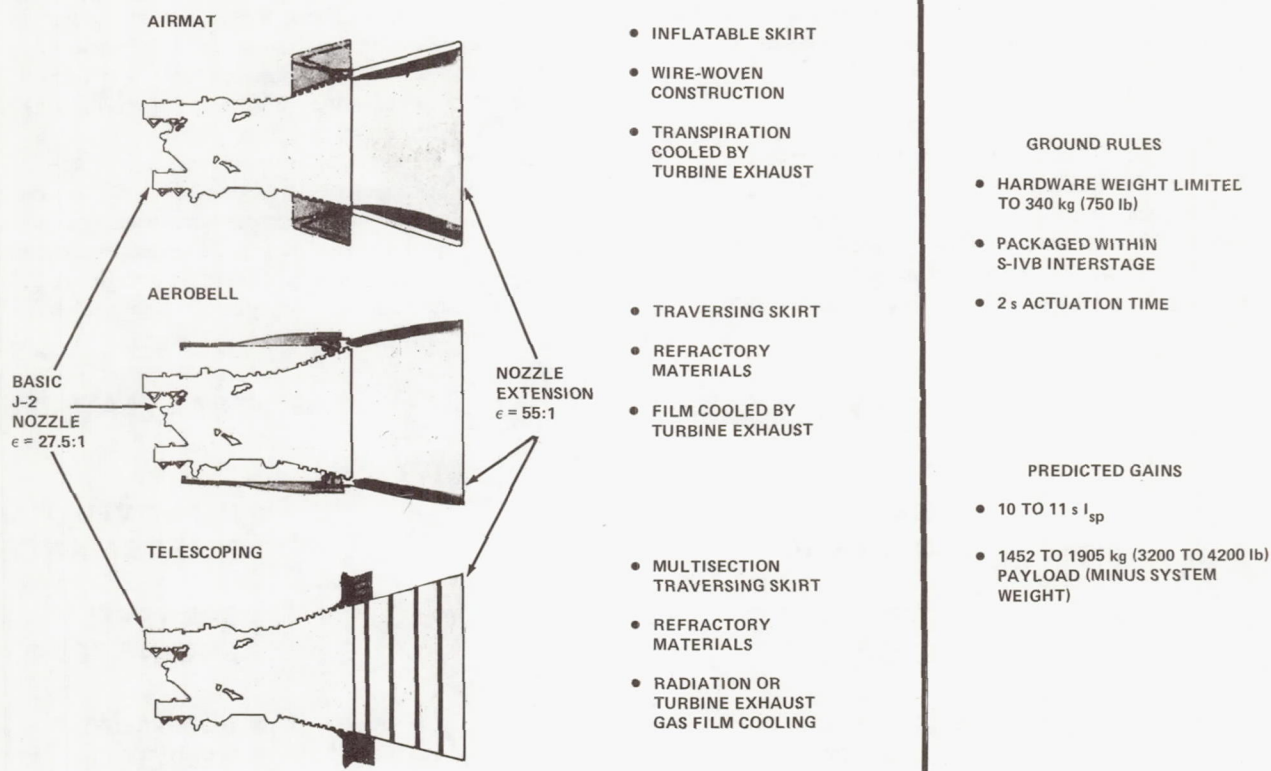 AIRMAT
• INFLATABLE SKIRT
• WIRE-WOVEN
CONSTRUCTION
• TRANSPIRATION
COOLED BY
TURBINE EXHAUST
AEROBELL
• TRAVERSING SKIRT
• REFRACTORY
MATERIALS
• FILM COOLED BY
TURBINE EXHAUST
BASIC
J-2
NOZZLE
ϵ = 27.5:1
NOZZLE
EXTENSION
ϵ = 55:1
TELESCOPING
• MULTISECTION
TRAVERSING SKIRT
• REFRACTORY
MATERIALS
• RADIATION OR
TURBINE EXHAUST
GAS FILM COOLING
GROUND RULES
• HARDWARE WEIGHT LIMITED
TO 340 kg (750 lb)
• PACKAGED WITHIN
S-IVB INTERSTAGE
• 2 s ACTUATION TIME
PREDICTED GAINS
• 10 TO 11 s Isp
• 1452 TO 1905 kg (3200 TO 4200 lb)
PAYLOAD (MINUS SYSTEM
WEIGHT)